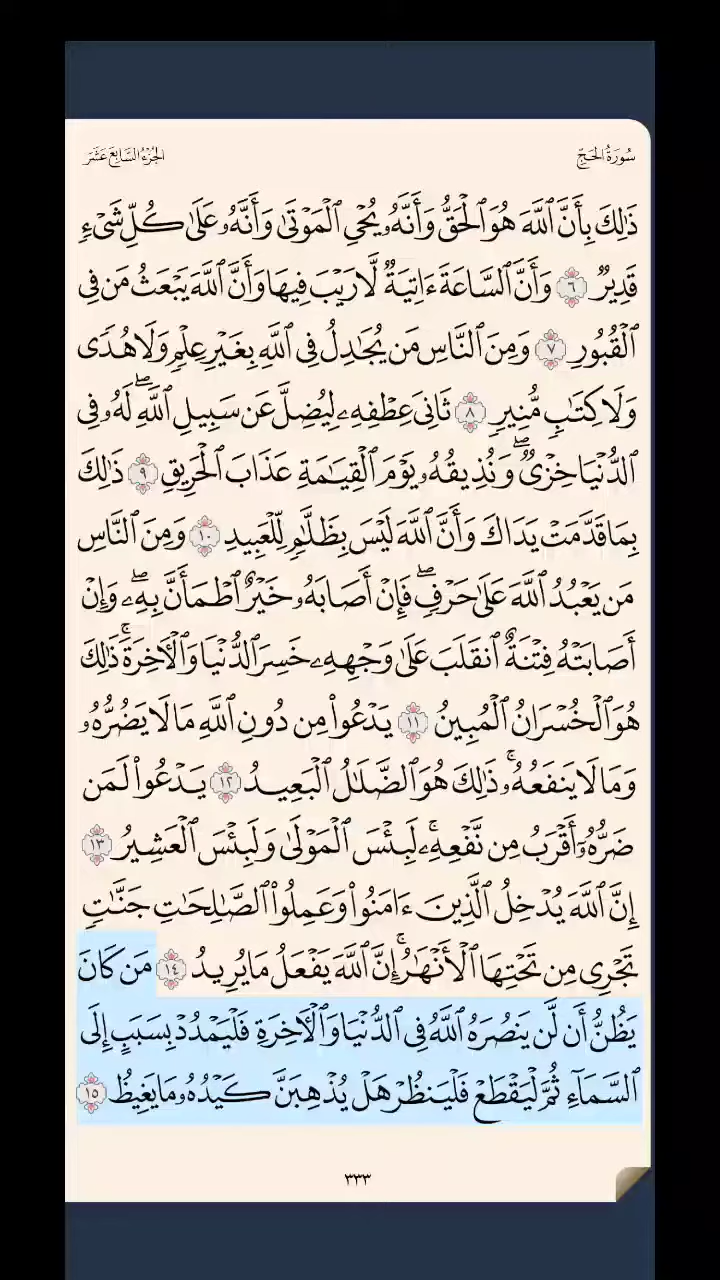 سُورَةُ الحَجِّ
الجُزْءُ السَّابِعَ عَشَرَ
ذَٰلِكَ بِأَنَّ ٱللَّهَ هُوَ ٱلۡحَقُّ وَأَنَّهُۥ يُحۡيِ ٱلۡمَوۡتَىٰ وَأَنَّهُۥ عَلَىٰ كُلِّ شَيۡءٖ
قَدِيرٞ ٦ وَأَنَّ ٱلسَّاعَةَ ءَاتِيَةٞ لَّا رَيۡبَ فِيهَا وَأَنَّ ٱللَّهَ يَبۡعَثُ مَن فِي
ٱلۡقُبُورِ ٧ وَمِنَ ٱلنَّاسِ مَن يُجَٰدِلُ فِي ٱللَّهِ بِغَيۡرِ عِلۡمٖ وَلَا هُدٗى
وَلَا كِتَٰبٖ مُّنِيرٖ ٨ ثَانِيَ عِطۡفِهِۦ لِيُضِلَّ عَن سَبِيلِ ٱللَّهِۖ لَهُۥ فِي
ٱلدُّنۡيَا خِزۡيٞۖ وَنُذِيقُهُۥ يَوۡمَ ٱلۡقِيَٰمَةِ عَذَابَ ٱلۡحَرِيقِ ٩ ذَٰلِكَ
بِمَا قَدَّمَتۡ يَدَاكَ وَأَنَّ ٱللَّهَ لَيۡسَ بِظَلَّٰمٖ لِّلۡعَبِيدِ ١٠ وَمِنَ ٱلنَّاسِ
مَن يَعۡبُدُ ٱللَّهَ عَلَىٰ حَرۡفٖۖ فَإِنۡ أَصَابَهُۥ خَيۡرٌ ٱطۡمَأَنَّ بِهِۦۖ وَإِنۡ
أَصَابَتۡهُ فِتۡنَةٌ ٱنقَلَبَ عَلَىٰ وَجۡهِهِۦ خَسِرَ ٱلدُّنۡيَا وَٱلۡأٓخِرَةَۚ ذَٰلِكَ
هُوَ ٱلۡخُسۡرَانُ ٱلۡمُبِينُ ١١ يَدۡعُواْ مِن دُونِ ٱللَّهِ مَا لَا يَضُرُّهُۥ
وَمَا لَا يَنفَعُهُۥۚ ذَٰلِكَ هُوَ ٱلضَّلَٰلُ ٱلۡبَعِيدُ ١٢ يَدۡعُواْ لَمَن
ضَرُّهُۥٓ أَقۡرَبُ مِن نَّفۡعِهِۦۚ لَبِئۡسَ ٱلۡمَوۡلَىٰ وَلَبِئۡسَ ٱلۡعَشِيرُ ١٣
إِنَّ ٱللَّهَ يُدۡخِلُ ٱلَّذِينَ ءَامَنُواْ وَعَمِلُواْ ٱلصَّٰلِحَٰتِ جَنَّٰتٖ
تَجۡرِي مِن تَحۡتِهَا ٱلۡأَنۡهَٰرُۚ إِنَّ ٱللَّهَ يَفۡعَلُ مَا يُرِيدُ ١٤ مَن كَانَ
يَظُنُّ أَن لَّن يَنصُرَهُ ٱللَّهُ فِي ٱلدُّنۡيَا وَٱلۡأٓخِرَةِ فَلۡيَمۡدُدۡ بِسَبَبٍ إِلَى
ٱلسَّمَآءِ ثُمَّ لۡيَقۡطَعۡ فَلۡيَنظُرۡ هَلۡ يُذۡهِبَنَّ كَيۡدُهُۥ مَا يَغِيظُ ١٥
٣٣٣